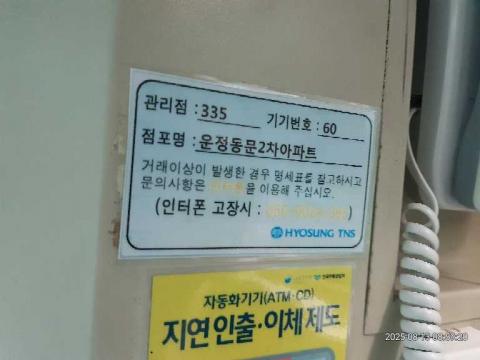 관리점 : 335 기기번호 : 60
점포명 : 운정동문2차아파트
거래이상이 발생한 경우 명세표를 참고하시고
문의사항은 인터폰을 이용해 주십시오.
(인터폰 고장시 :
HYOSUNG TNS
자동화기기(ATM·CD)
지연인출·이체제도